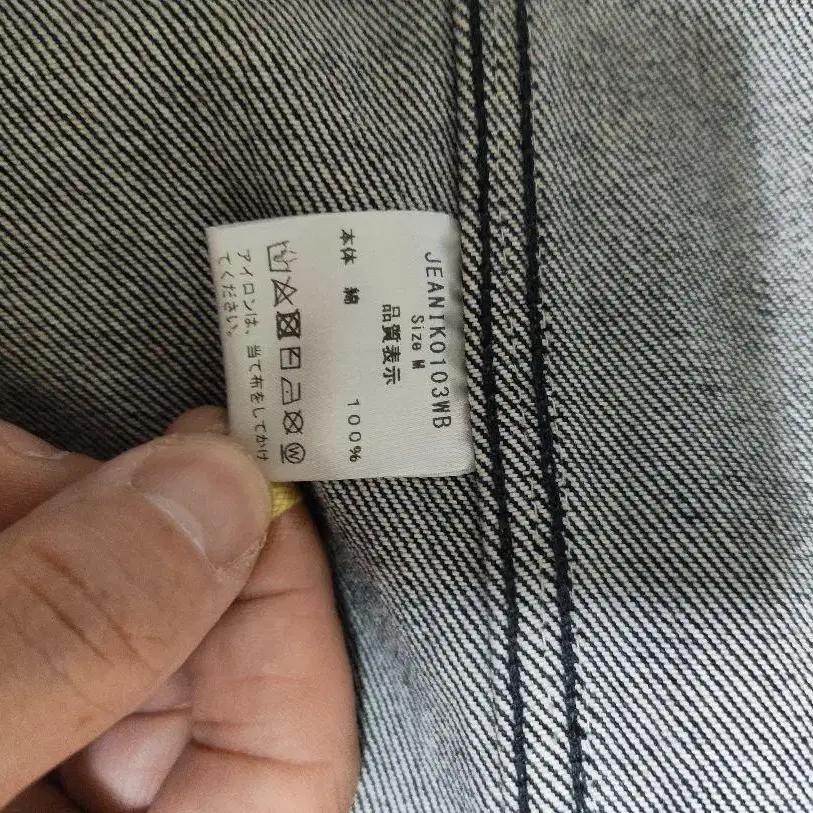 JEANIKO103WB
Size M
品質表示
本体 綿 100%
アイロンは、当て布をしてかけ
てください。